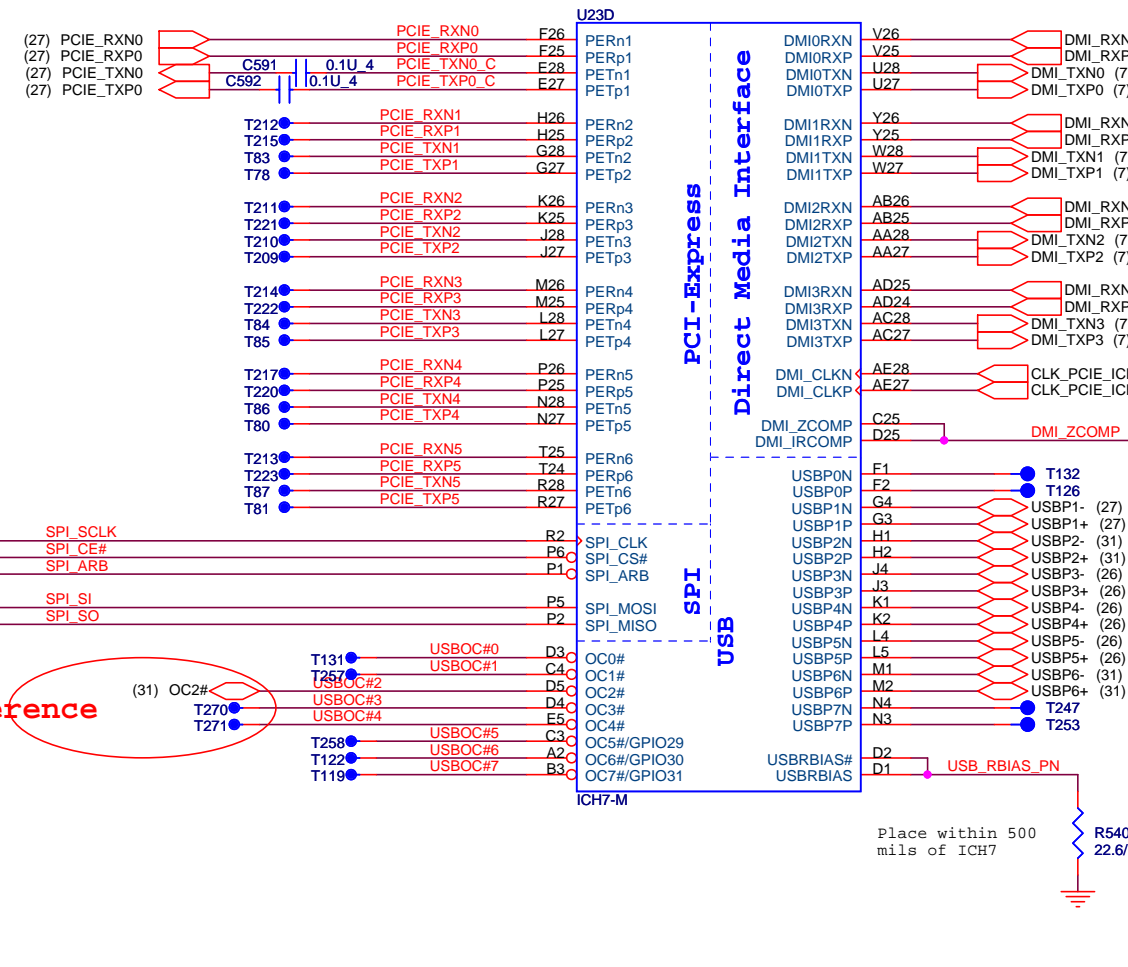 U23D
(27) PCIE_RXN0 PCIE_RXN0 F26 PERn1 DMI0RXN V26 DMI_RXN
(27) PCIE_RXP0 PCIE_RXP0 F25 PERp1 DMI0RXP V25 DMI_RXP
(27) PCIE_TXN0 C591 0.1U_4 PCIE_TXN0_C E28 PETn1 DMI0TXN U28 DMI_TXN0 (7
(27) PCIE_TXP0 C592 0.1U_4 PCIE_TXP0_C E27 PETp1 DMI0TXP U27 DMI_TXP0 (7
T212 PCIE_RXN1 H26 PERn2 DMI1RXN Y26 DMI_RXN
T215 PCIE_RXP1 H25 PERp2 DMI1RXP Y25 DMI_RXP
T83 PCIE_TXN1 G28 PETn2 DMI1TXN W28 DMI_TXN1 (7
T78 PCIE_TXP1 G27 PETp2 DMI1TXP W27 DMI_TXP1 (7
T211 PCIE_RXN2 K26 PERn3 DMI2RXN AB26 DMI_RXN
T221 PCIE_RXP2 K25 PERp3 DMI2RXP AB25 DMI_RXP
T210 PCIE_TXN2 J28 PETn3 DMI2TXN AA28 DMI_TXN2 (7
T209 PCIE_TXP2 J27 PETp3 DMI2TXP AA27 DMI_TXP2 (7
PCI-Express
Direct Media Interface
T214 PCIE_RXN3 M26 PERn4 DMI3RXN AD25 DMI_RXN
T222 PCIE_RXP3 M25 PERp4 DMI3RXP AD24 DMI_RXP
T84 PCIE_TXN3 L28 PETn4 DMI3TXN AC28 DMI_TXN3 (7
T85 PCIE_TXP3 L27 PETp4 DMI3TXP AC27 DMI_TXP3 (7
T217 PCIE_RXN4 P26 PERn5 DMI_CLKN AE28 CLK_PCIE_ICH
T220 PCIE_RXP4 P25 PERp5 DMI_CLKP AE27 CLK_PCIE_ICH
T86 PCIE_TXN4 N28 PETn5
T80 PCIE_TXP4 N27 PETp5 DMI_ZCOMP C25
DMI_IRCOMP D25 DMI_ZCOMP
T213 PCIE_RXN5 T25 PERn6
T223 PCIE_RXP5 T24 PERp6 USBP0N F1 T132
T87 PCIE_TXN5 R28 PETn6 USBP0P F2 T126
T81 PCIE_TXP5 R27 PETp6 USBP1N G4 USBP1- (27)
USBP1P G3 USBP1+ (27)
SPI_SCLK R2 SPI_CLK USBP2N H1 USBP2- (31)
SPI_CE# P6 SPI_CS# USBP2P H2 USBP2+ (31)
SPI_ARB P1 SPI_ARB USBP3N J4 USBP3- (26)
USBP3P J3 USBP3+ (26)
SPI
SPI_SI P5 SPI_MOSI USBP4N K1 USBP4- (26)
SPI_SO P2 SPI_MISO USBP4P K2 USBP4+ (26)
USBP5N L4 USBP5- (26)
USB
T131 USBOC#0 D3 OC0# USBP5P L5 USBP5+ (26)
T257 USBOC#1 C4 OC1# USBP6N M1 USBP6- (31)
(31) OC2# USBOC#2 D5 OC2# USBP6P M2 USBP6+ (31)
erence T270 USBOC#3 D4 OC3# USBP7N N4 T247
T271 USBOC#4 E5 OC4# USBP7P N3 T253
T258 USBOC#5 C3 OC5#/GPIO29
T122 USBOC#6 A2 OC6#/GPIO30 USBRBIAS# D2
T119 USBOC#7 B3 OC7#/GPIO31 USBRBIAS D1 USB_RBIAS_PN
ICH7-M
Place within 500 R540
mils of ICH7 22.6/